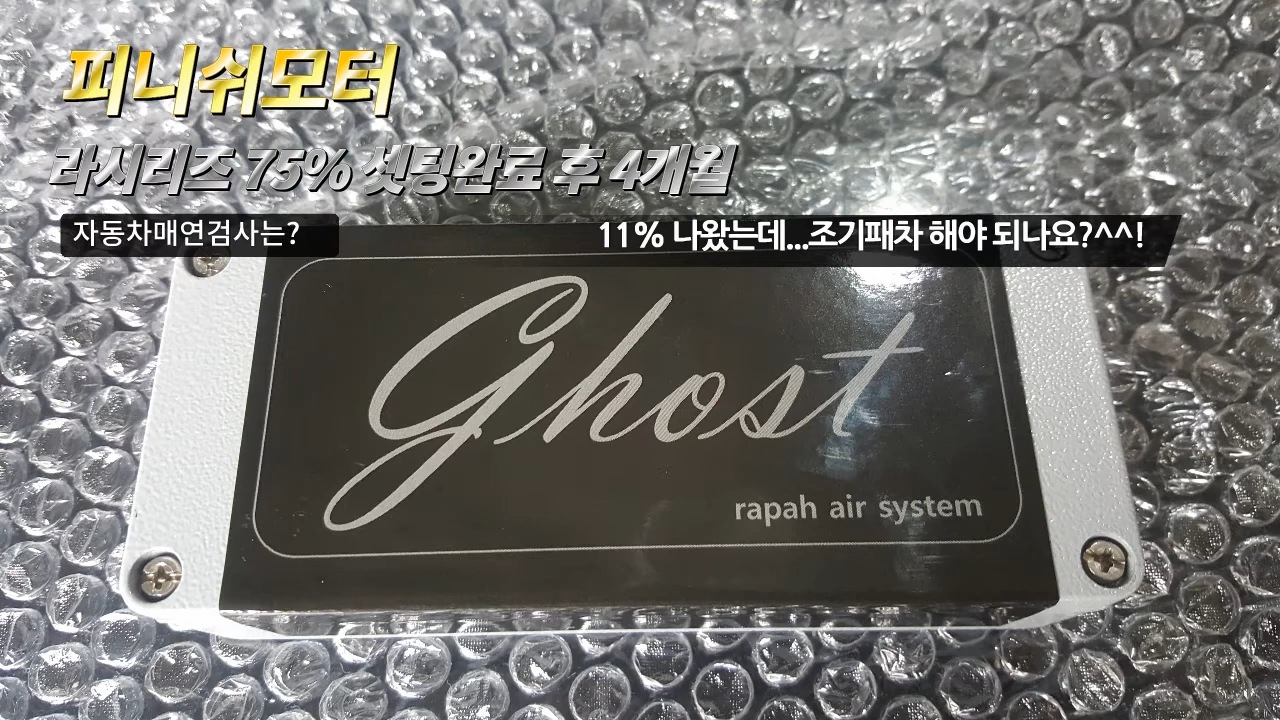 피니쉬모터
라시리즈 75% 셋팅완료 후 4개월
자동차매연검사는?
11% 나왔는데...조기패차 해야 되나요?^^!
Ghost
rapah air system